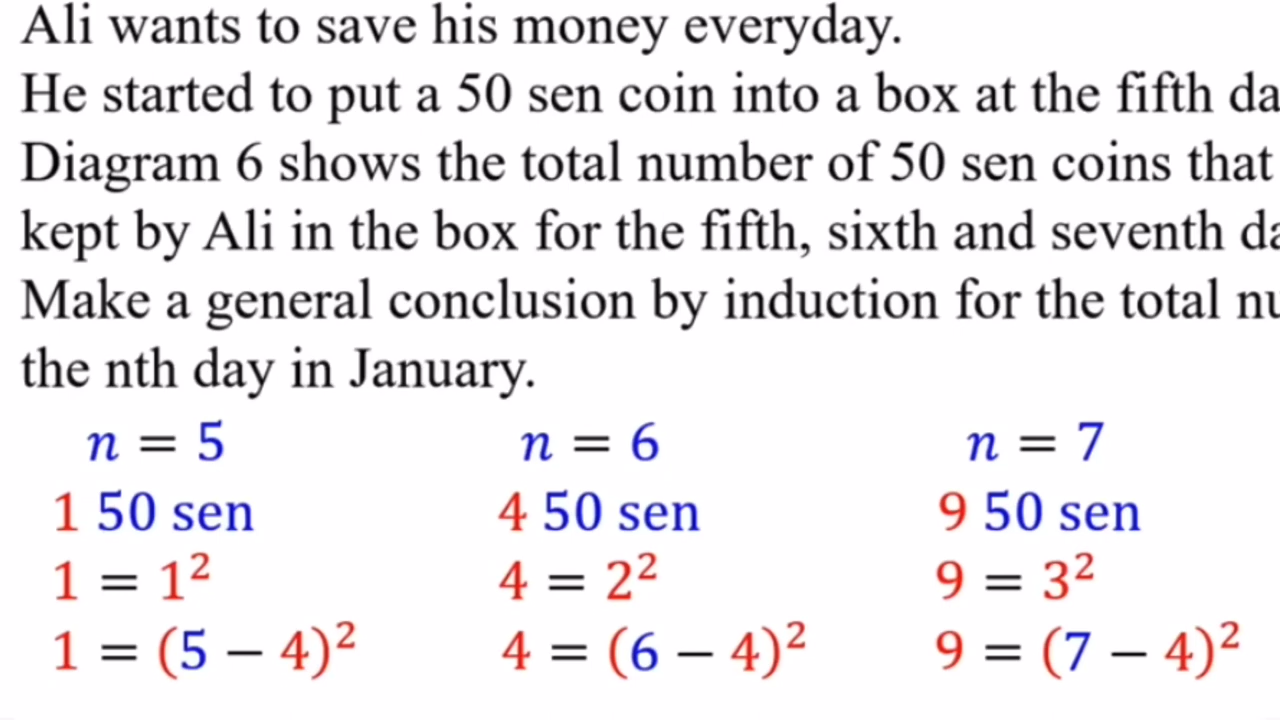 Ali wants to save his money everyday.
He started to put a 50 sen coin into a box at the fifth
Diagram 6 shows the total number of 50 sen coins that
kept by Ali in the box for the fifth, sixth and seventh
Make a general conclusion by induction for the total
the nth day in January.
n = 5 n = 6 n = 7
1 50 sen 4 50 sen 9 50 sen
1 = 1² 4 = 2² 9 = 3²
1 = (5 − 4)² 4 = (6 − 4)² 9 = (7 − 4)²